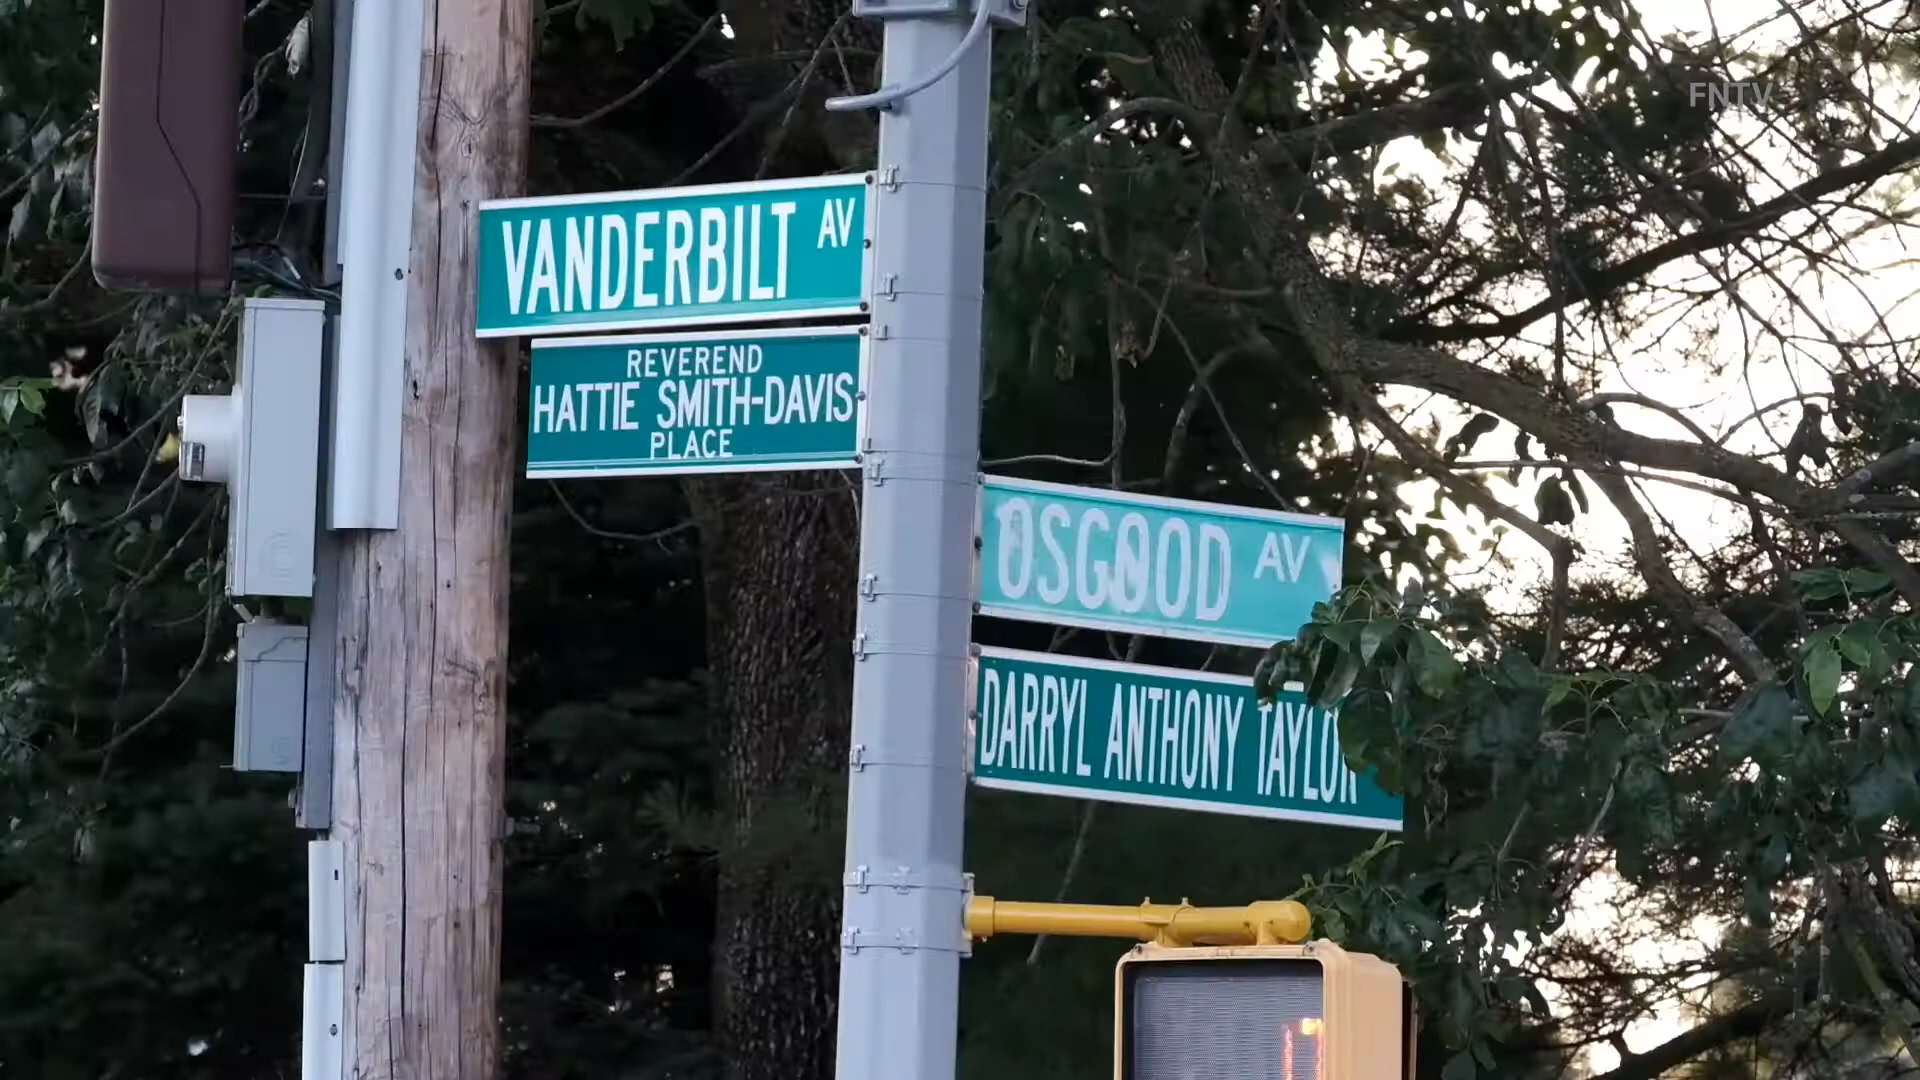 FNTV
VANDERBILT AV
REVEREND
HATTIE SMITH-DAVIS
PLACE
OSGOOD AV
DARRYL ANTHONY TAYLOR